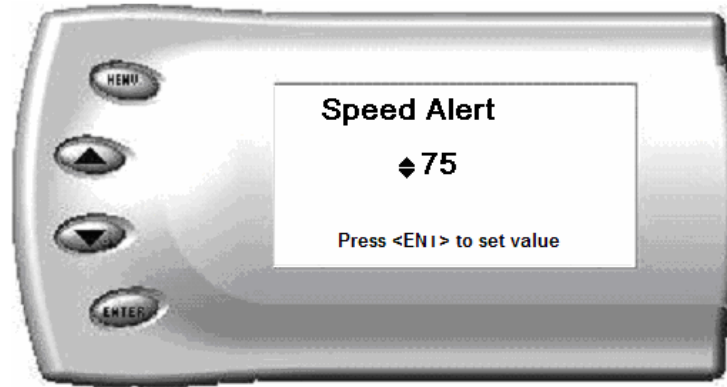 MENU
Speed Alert
75
Press <ENT> to set value
ENTER